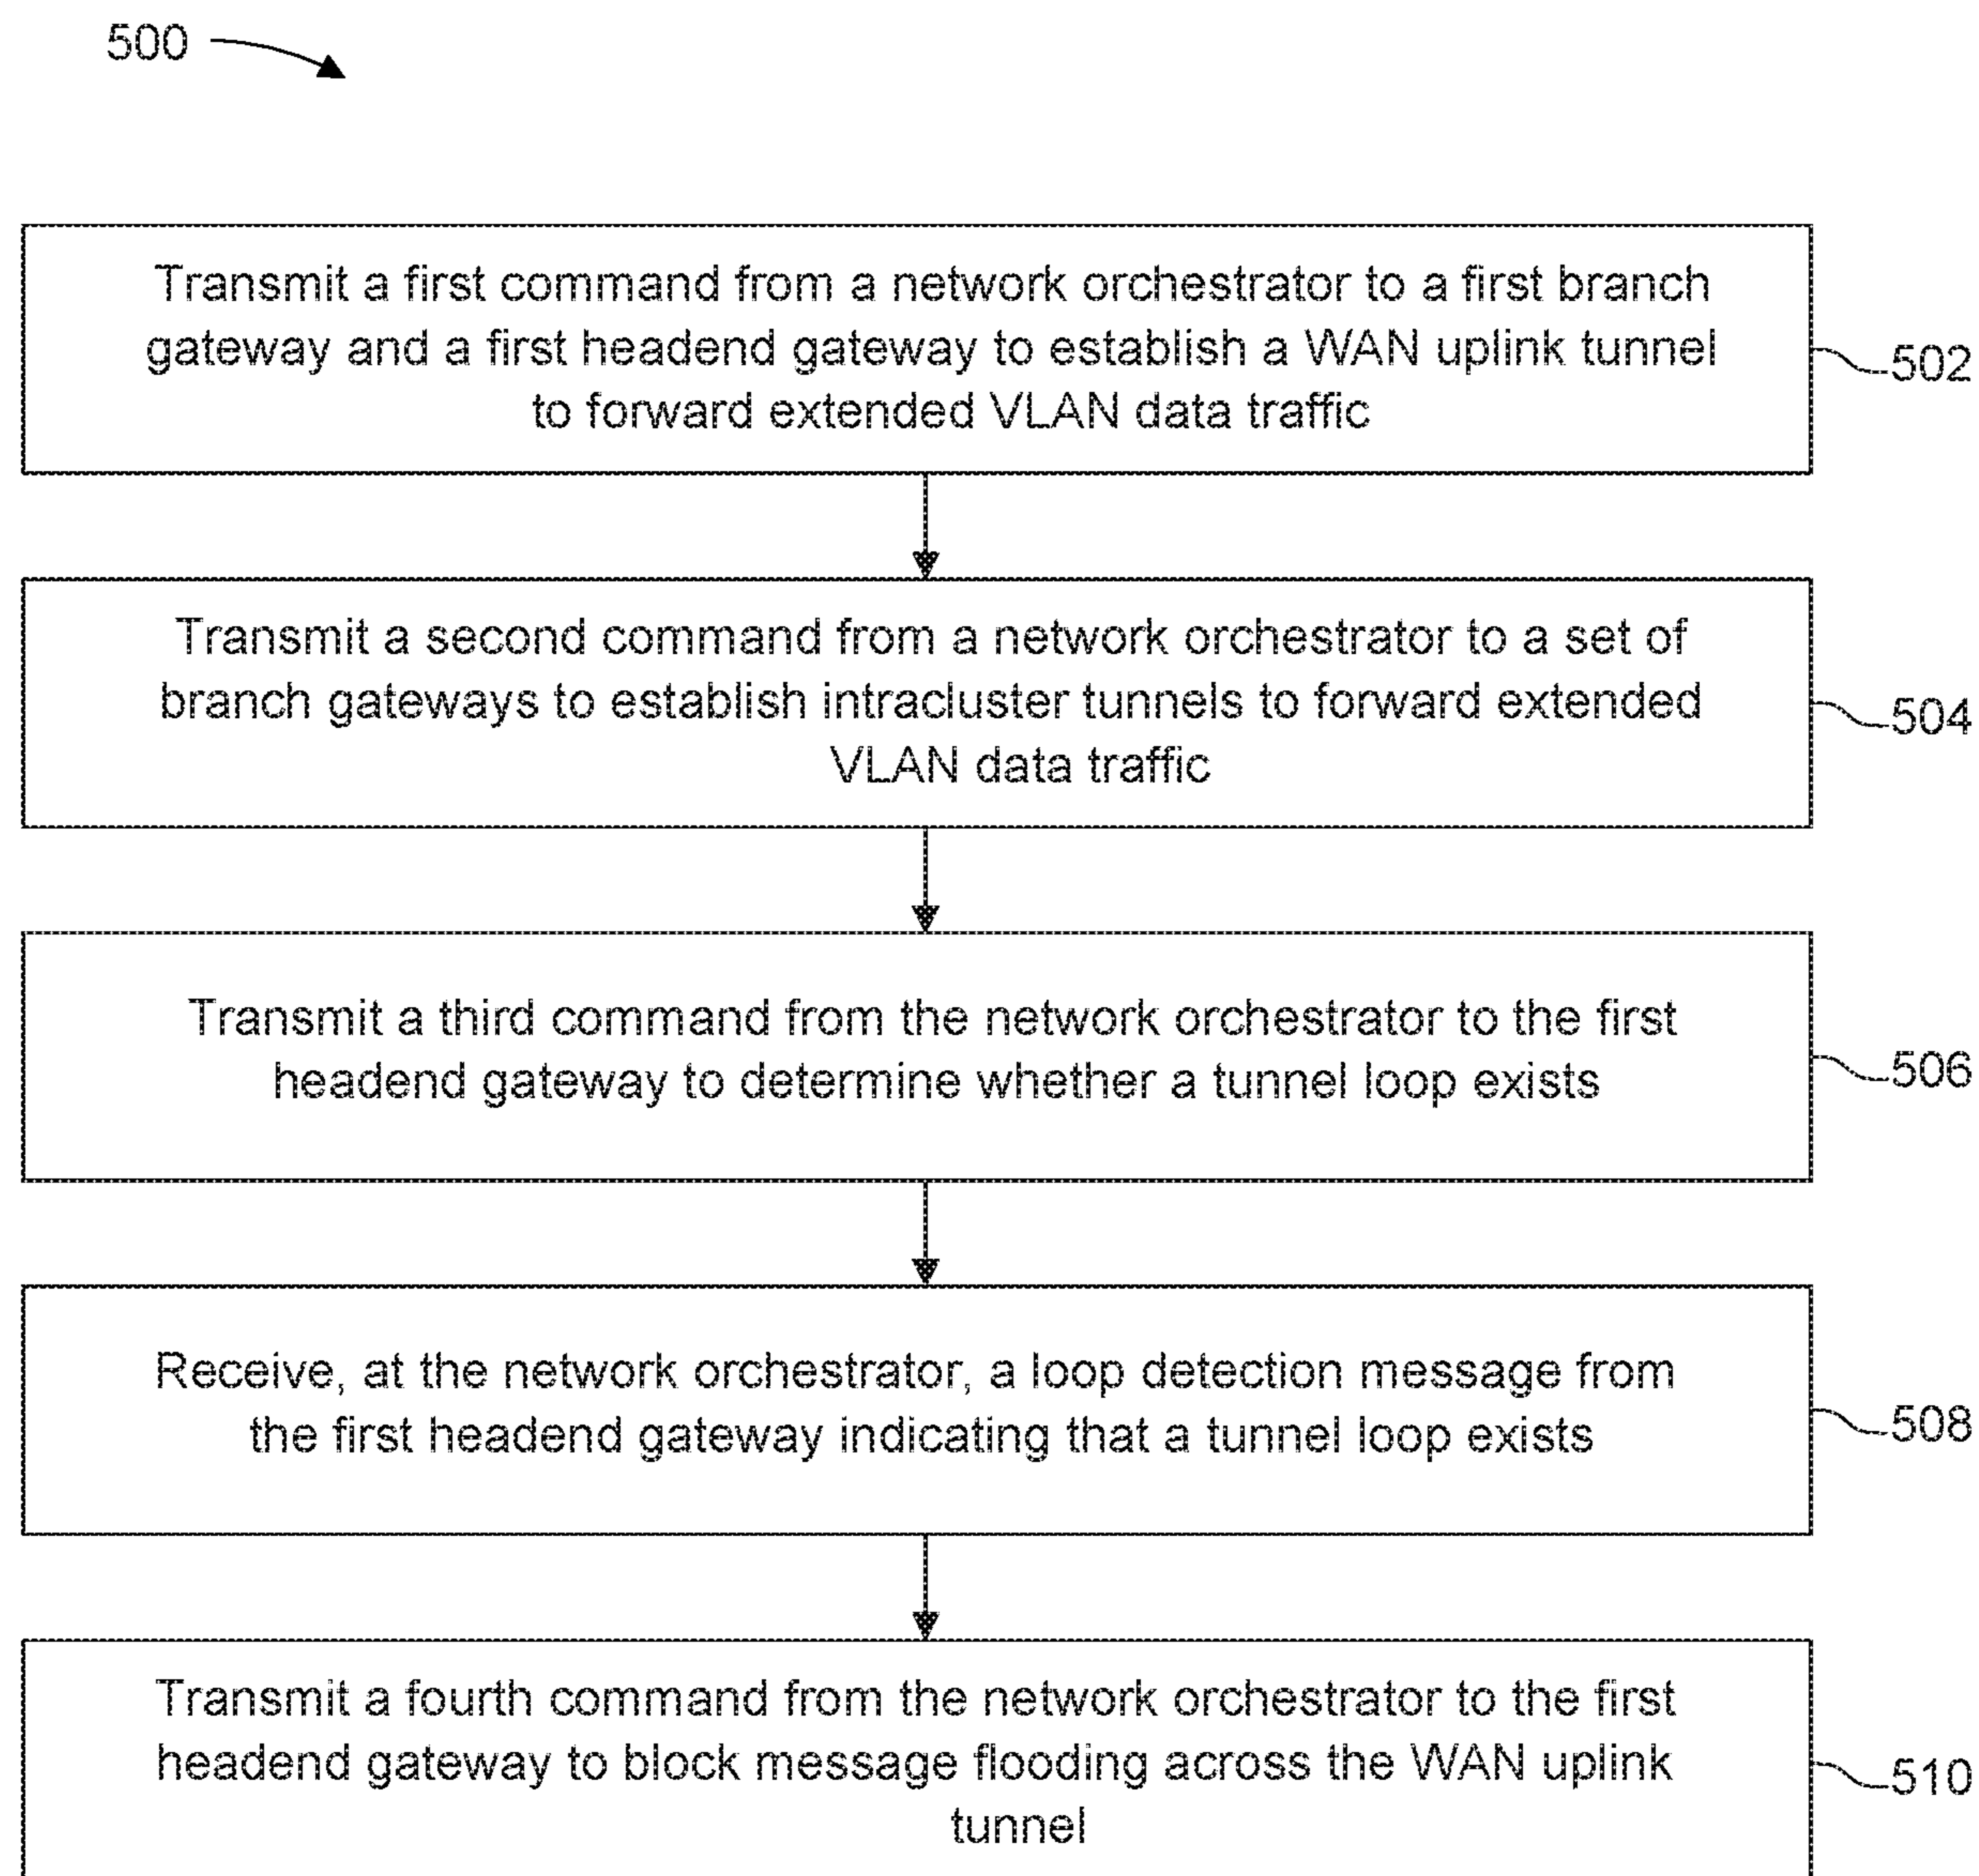 500
Transmit a first command from a network orchestrator to a first branch
gateway and a first headend gateway to establish a WAN uplink tunnel
to forward extended VLAN data traffic
502
Transmit a second command from a network orchestrator to a set of
branch gateways to establish intracluster tunnels to forward extended
VLAN data traffic
504
Transmit a third command from the network orchestrator to the first
headend gateway to determine whether a tunnel loop exists
506
Receive, at the network orchestrator, a loop detection message from
the first headend gateway indicating that a tunnel loop exists
508
Transmit a fourth command from the network orchestrator to the first
headend gateway to block message flooding across the WAN uplink
tunnel
510